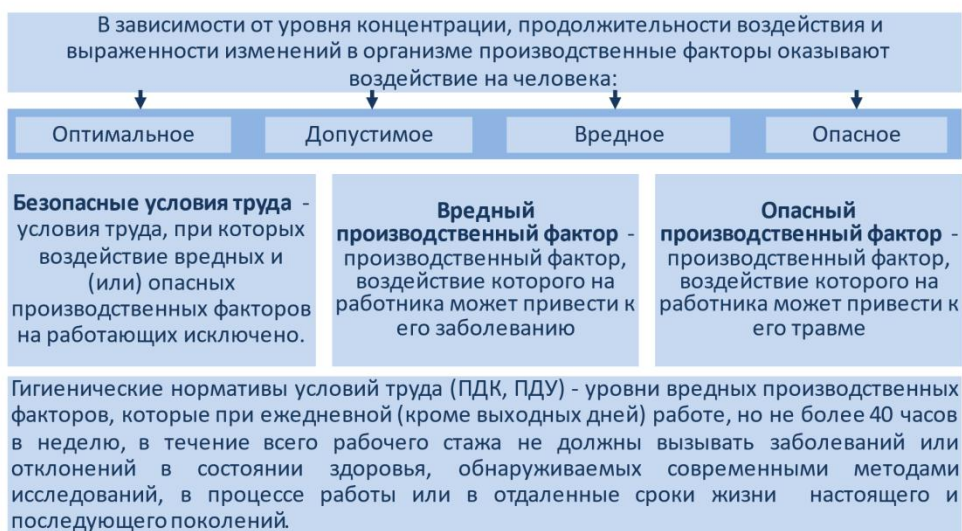 В зависимости от уровня концентрации, продолжительности воздействия и
выраженности изменений в организме производственные факторы оказывают
воздействие на человека:
Оптимальное
Допустимое
Вредное
Опасное
Безопасные условия труда -
условия труда, при которых
воздействие вредных и
(или) опасных
производственных факторов
на работающих исключено.
Вредный
производственный фактор -
производственный фактор,
воздействие которого на
работника может привести к
его заболеванию
Опасный
производственный фактор -
производственный фактор,
воздействие которого на
работника может привести к
его травме
Гигиенические нормативы условий труда (ПДК, ПДУ) - уровни вредных производственных
факторов, которые при ежедневной (кроме выходных дней) работе, но не более 40 часов
в неделю, в течение всего рабочего стажа не должны вызывать заболеваний или
отклонений в состоянии здоровья, обнаруживаемых современными методами
исследований, в процессе работы или в отдаленные сроки жизни настоящего и
последующего поколений.